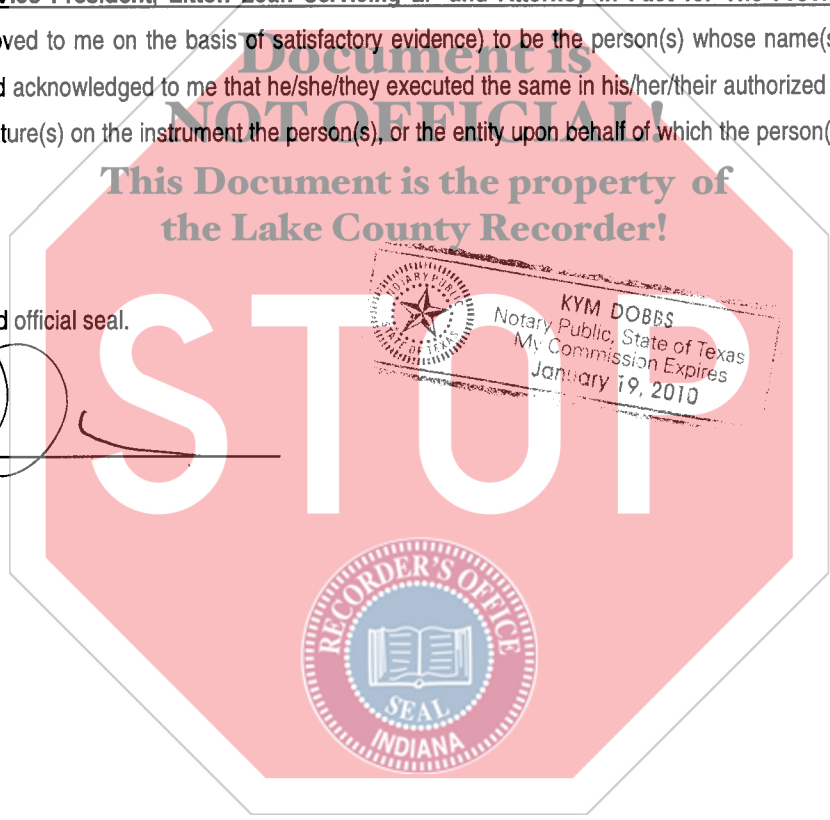 Vice President, Litton Loan Servicing LP and Attorney in Fact for The Provi
oved to me on the basis of satisfactory evidence) to be the person(s) whose name(s
Document is
d acknowledged to me that he/she/they executed the same in his/her/their authorized
NOT OFFICIAL!
ture(s) on the instrument the person(s), or the entity upon behalf of which the person(
This Document is the property of
the Lake County Recorder!
d official seal.
NOTARY PUBLIC
STATE OF TEXAS
KYM DOBBS
Notary Public, State of Texas
My Commission Expires
January 19, 2010
STOP
RECORDER'S OFFICE
SEAL
INDIANA